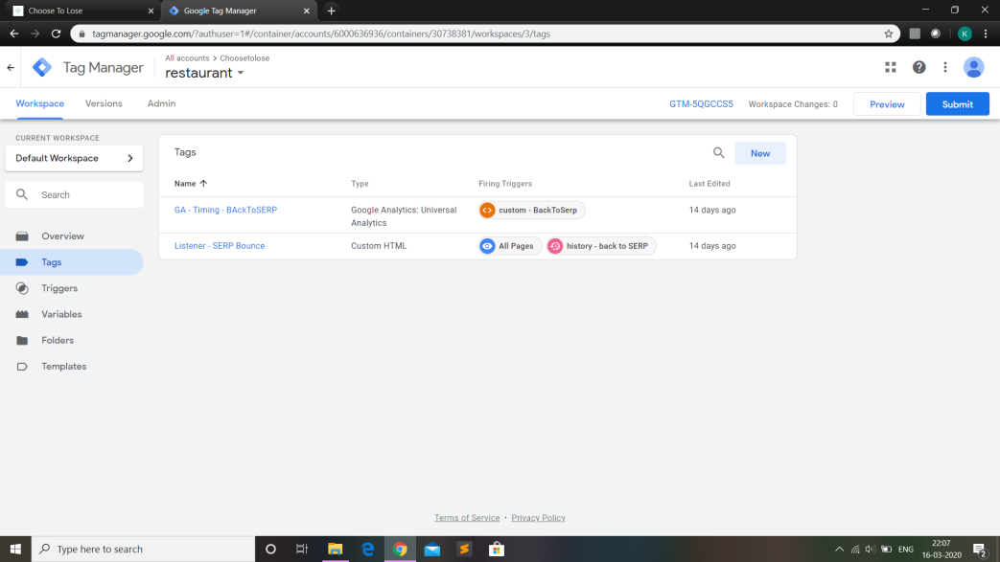 Choose To Lose
Google Tag Manager
tagmanager.google.com/?authuser=1#/container/accounts/6000636936/containers/30738381/workspaces/3/tags
K
Tag Manager
All accounts > Choosetolose
restaurant
Workspace
Versions
Admin
GTM-5QGCCS5
Workspace Changes: 0
Preview
Submit
CURRENT WORKSPACE
Default Workspace
Search
Overview
Tags
Triggers
Variables
Folders
Templates
Tags
New
Name
Type
Firing Triggers
Last Edited
GA - Timing - BAckToSERP
Google Analytics: Universal
Analytics
custom - BackToSerp
14 days ago
Listener - SERP Bounce
Custom HTML
All Pages
history - back to SERP
14 days ago
Terms of Service • Privacy Policy
Type here to search
ENG
22:07
16-03-2020
2